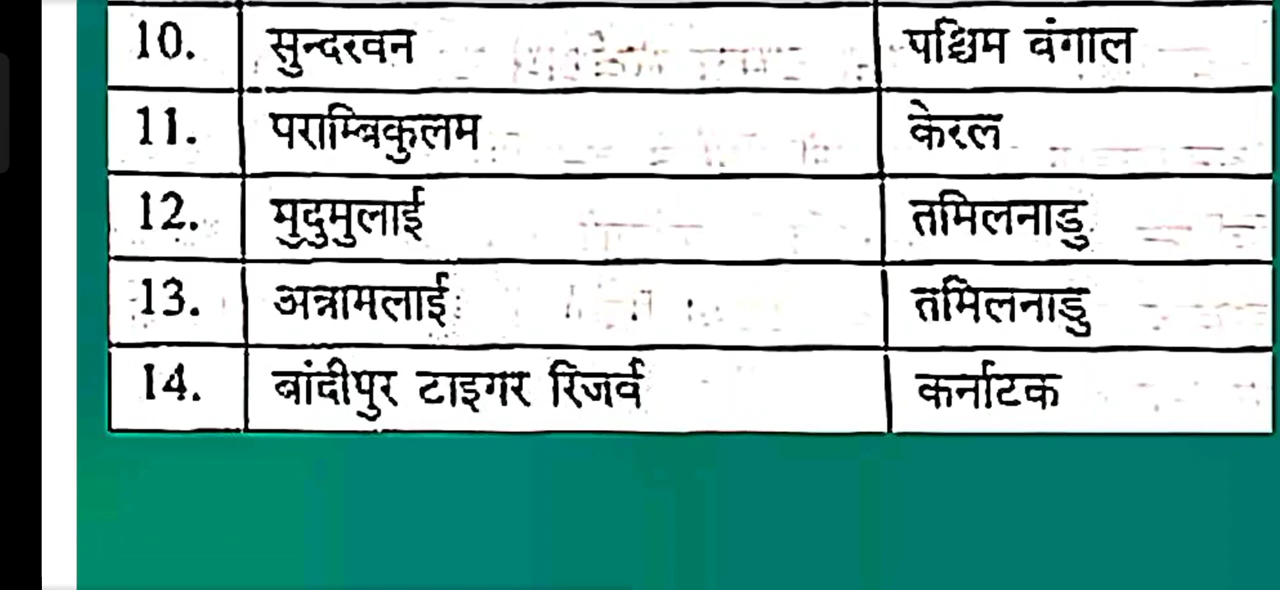 10. सुन्दरवन पश्चिम वंगाल
11. पराम्बिकुलम केरल
12. मुदुमुलाई तमिलनाडु
13. अन्नामलाई तमिलनाडु
14. बांदीपुर टाइगर रिजर्व कर्नाटक